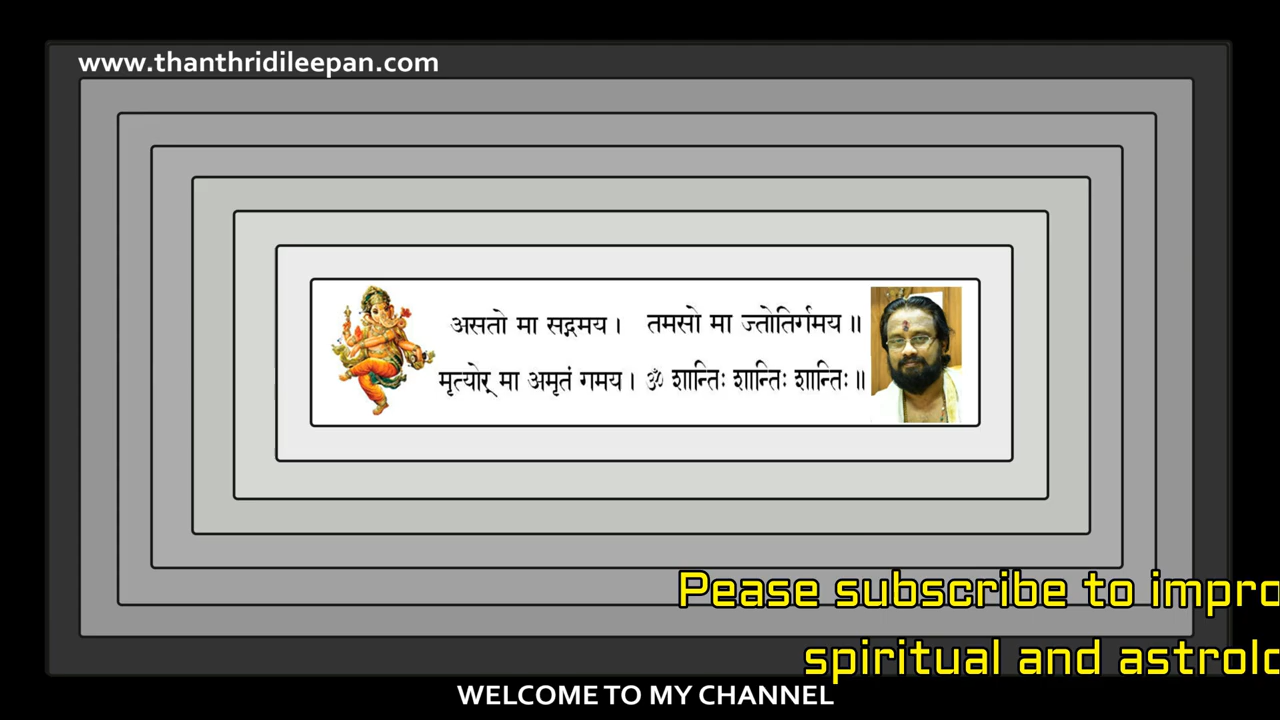 www.thanthridileepan.com
असतो मा सद्गमय। तमसो मा ज्तोतिर्गमय॥
मृत्योर् मा अमृतं गमय। ॐ शान्तिः शान्तिः शान्तिः॥
Pease subscribe to impro
spiritual and astrolo
WELCOME TO MY CHANNEL